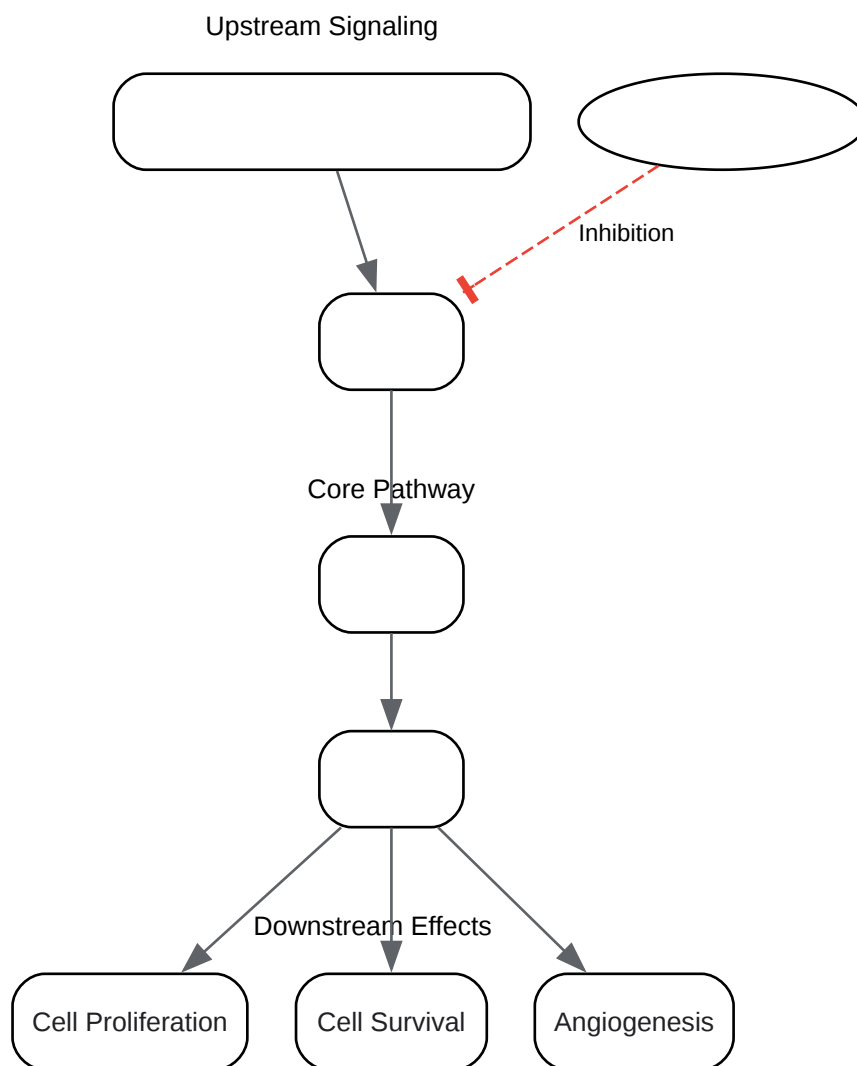 Upstream Signaling
Inhibition
Core Pathway
Downstream Effects
Cell Proliferation
Cell Survival
Angiogenesis